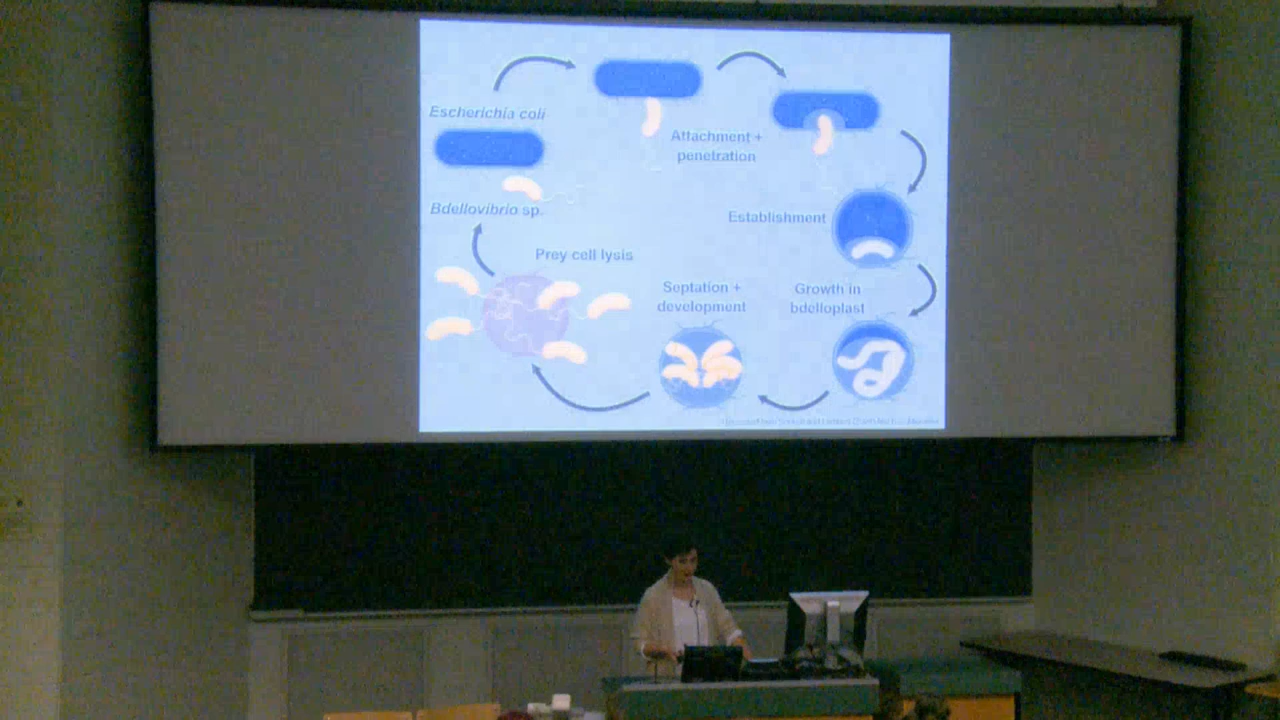 Escherichia coli
Bdellovibrio sp.
Attachment +
penetration
Establishment
Growth in
bdelloplast
Septation +
development
Prey cell lysis